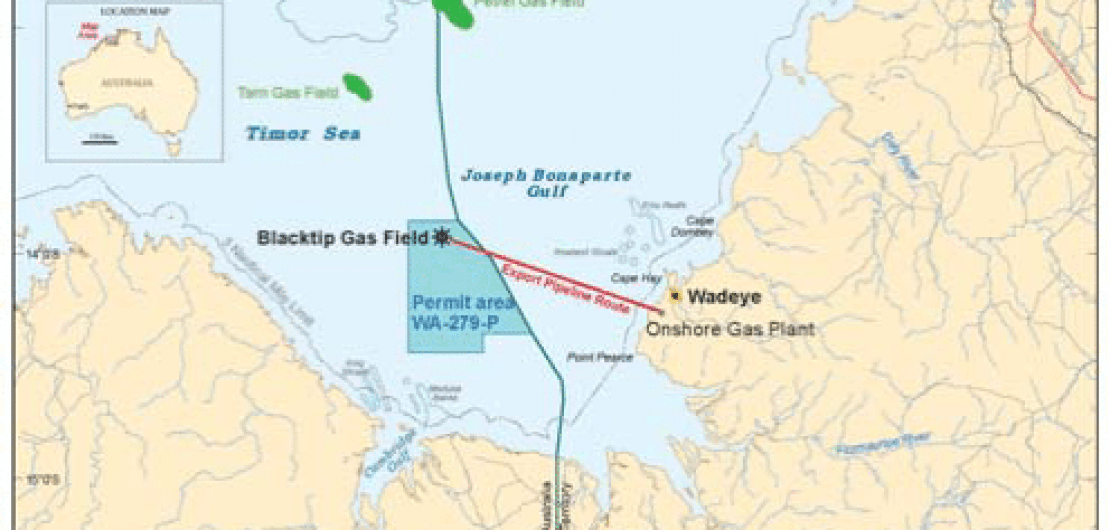 LOCATION MAP
Map
Area
AUSTRALIA
Petrel Gas Field
Tern Gas Field
Timor Sea
Joseph Bonaparte
Gulf
Daly River
Cape
Dombey
Blacktip Gas Field
14°0'S
Export Pipeline Route
Cape Hay
Wadeye
Onshore Gas Plant
Permit area
WA-279-P
3 Nautical Mile Limit
Point Pearce
Cambridge
Gulf
Fitzmaurice River
15°0'S
Australia
Territory